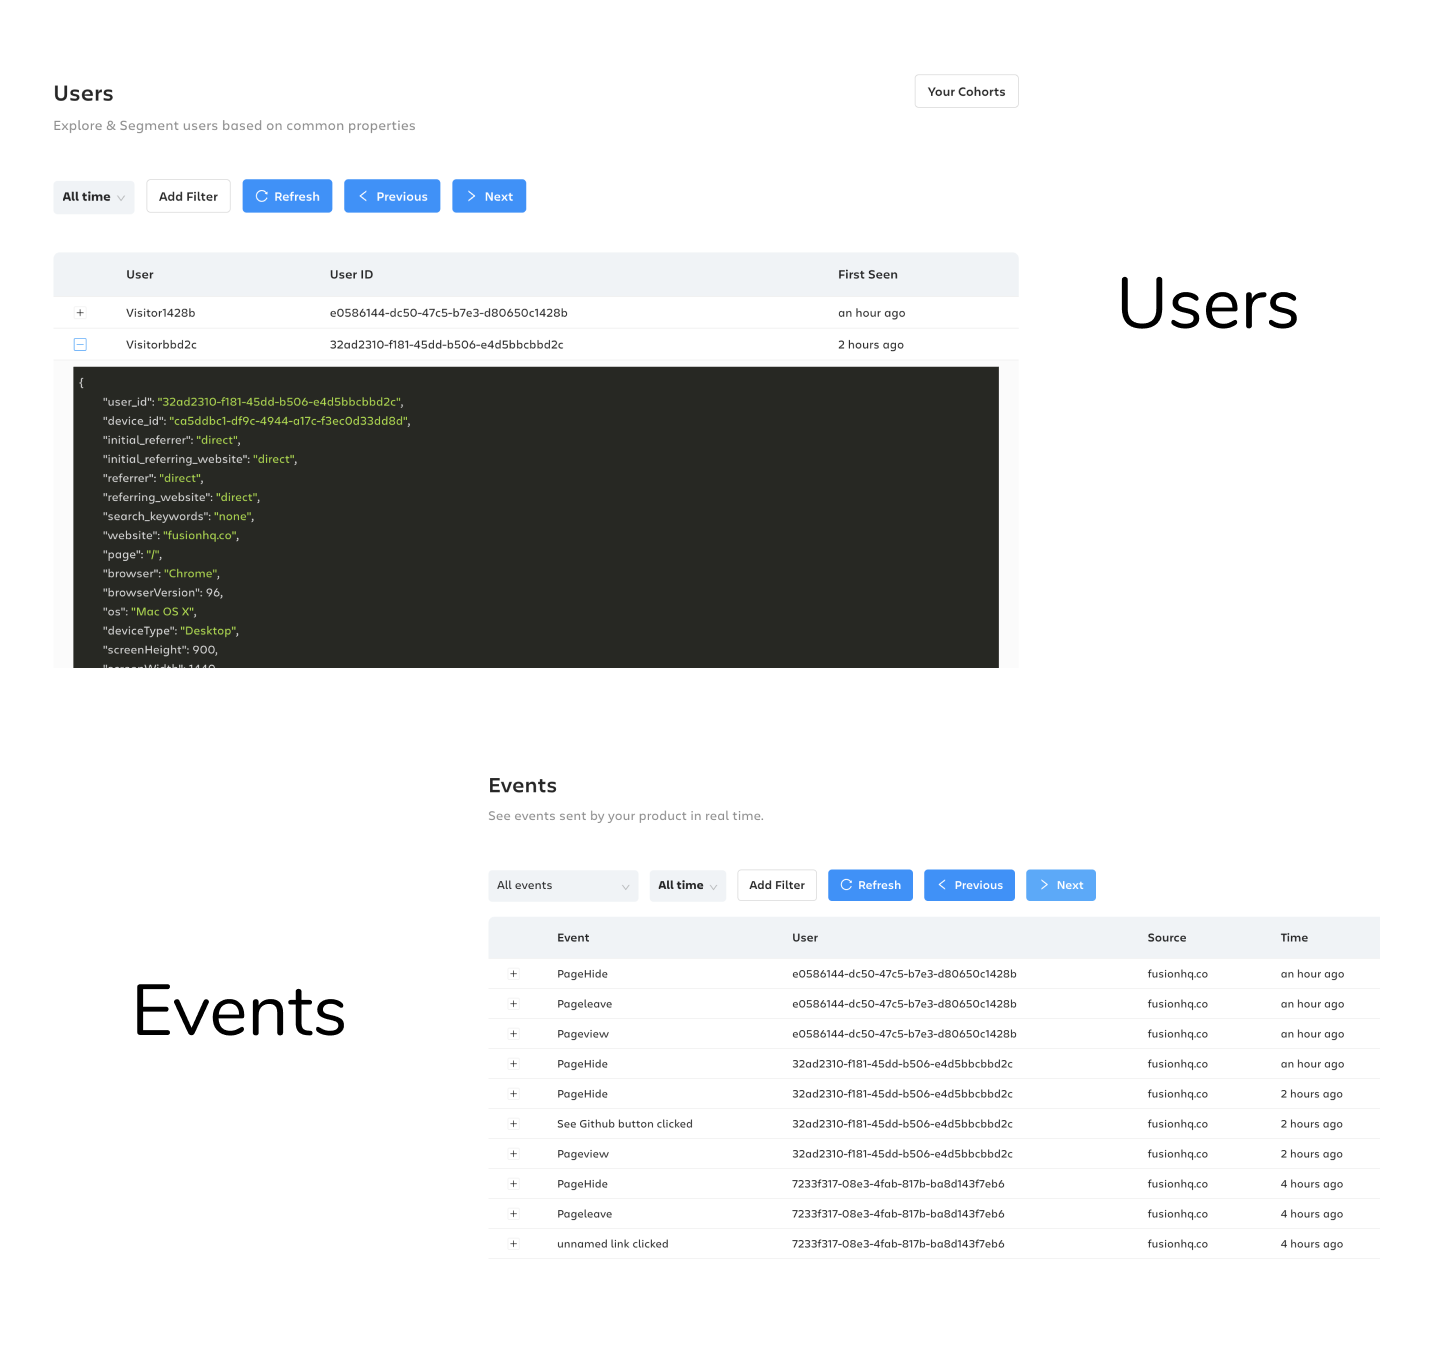 Users
Your Cohorts
Explore & Segment users based on common properties
All time Add Filter Refresh Previous Next
User User ID First Seen
Visitor1428b e0586144-dc50-47c5-b7e3-d80650c1428b an hour ago
Visitorbbd2c 32ad2310-f181-45dd-b506-e4d5bbcbbd2c 2 hours ago
{
"user_id": "32ad2310-f181-45dd-b506-e4d5bbcbbd2c",
"device_id": "ca5ddbc1-df9c-4944-a17c-f3ec0d33dd8d",
"initial_referrer": "direct",
"initial_referring_website": "direct",
"referrer": "direct",
"referring_website": "direct",
"search_keywords": "none",
"website": "fusionhq.co",
"page": "/",
"browser": "Chrome",
"browserVersion": 96,
"os": "Mac OS X",
"deviceType": "Desktop",
"screenHeight": 900,
"screenWidth": 1440
Users
Events
See events sent by your product in real time.
All events All time Add Filter Refresh Previous Next
Event User Source Time
PageHide e0586144-dc50-47c5-b7e3-d80650c1428b fusionhq.co an hour ago
Pageleave e0586144-dc50-47c5-b7e3-d80650c1428b fusionhq.co an hour ago
Pageview e0586144-dc50-47c5-b7e3-d80650c1428b fusionhq.co an hour ago
PageHide 32ad2310-f181-45dd-b506-e4d5bbcbbd2c fusionhq.co an hour ago
PageHide 32ad2310-f181-45dd-b506-e4d5bbcbbd2c fusionhq.co 2 hours ago
See Github button clicked 32ad2310-f181-45dd-b506-e4d5bbcbbd2c fusionhq.co 2 hours ago
Pageview 32ad2310-f181-45dd-b506-e4d5bbcbbd2c fusionhq.co 2 hours ago
PageHide 7233f317-08e3-4fab-817b-ba8d143f7eb6 fusionhq.co 4 hours ago
Pageleave 7233f317-08e3-4fab-817b-ba8d143f7eb6 fusionhq.co 4 hours ago
unnamed link clicked 7233f317-08e3-4fab-817b-ba8d143f7eb6 fusionhq.co 4 hours ago
Events